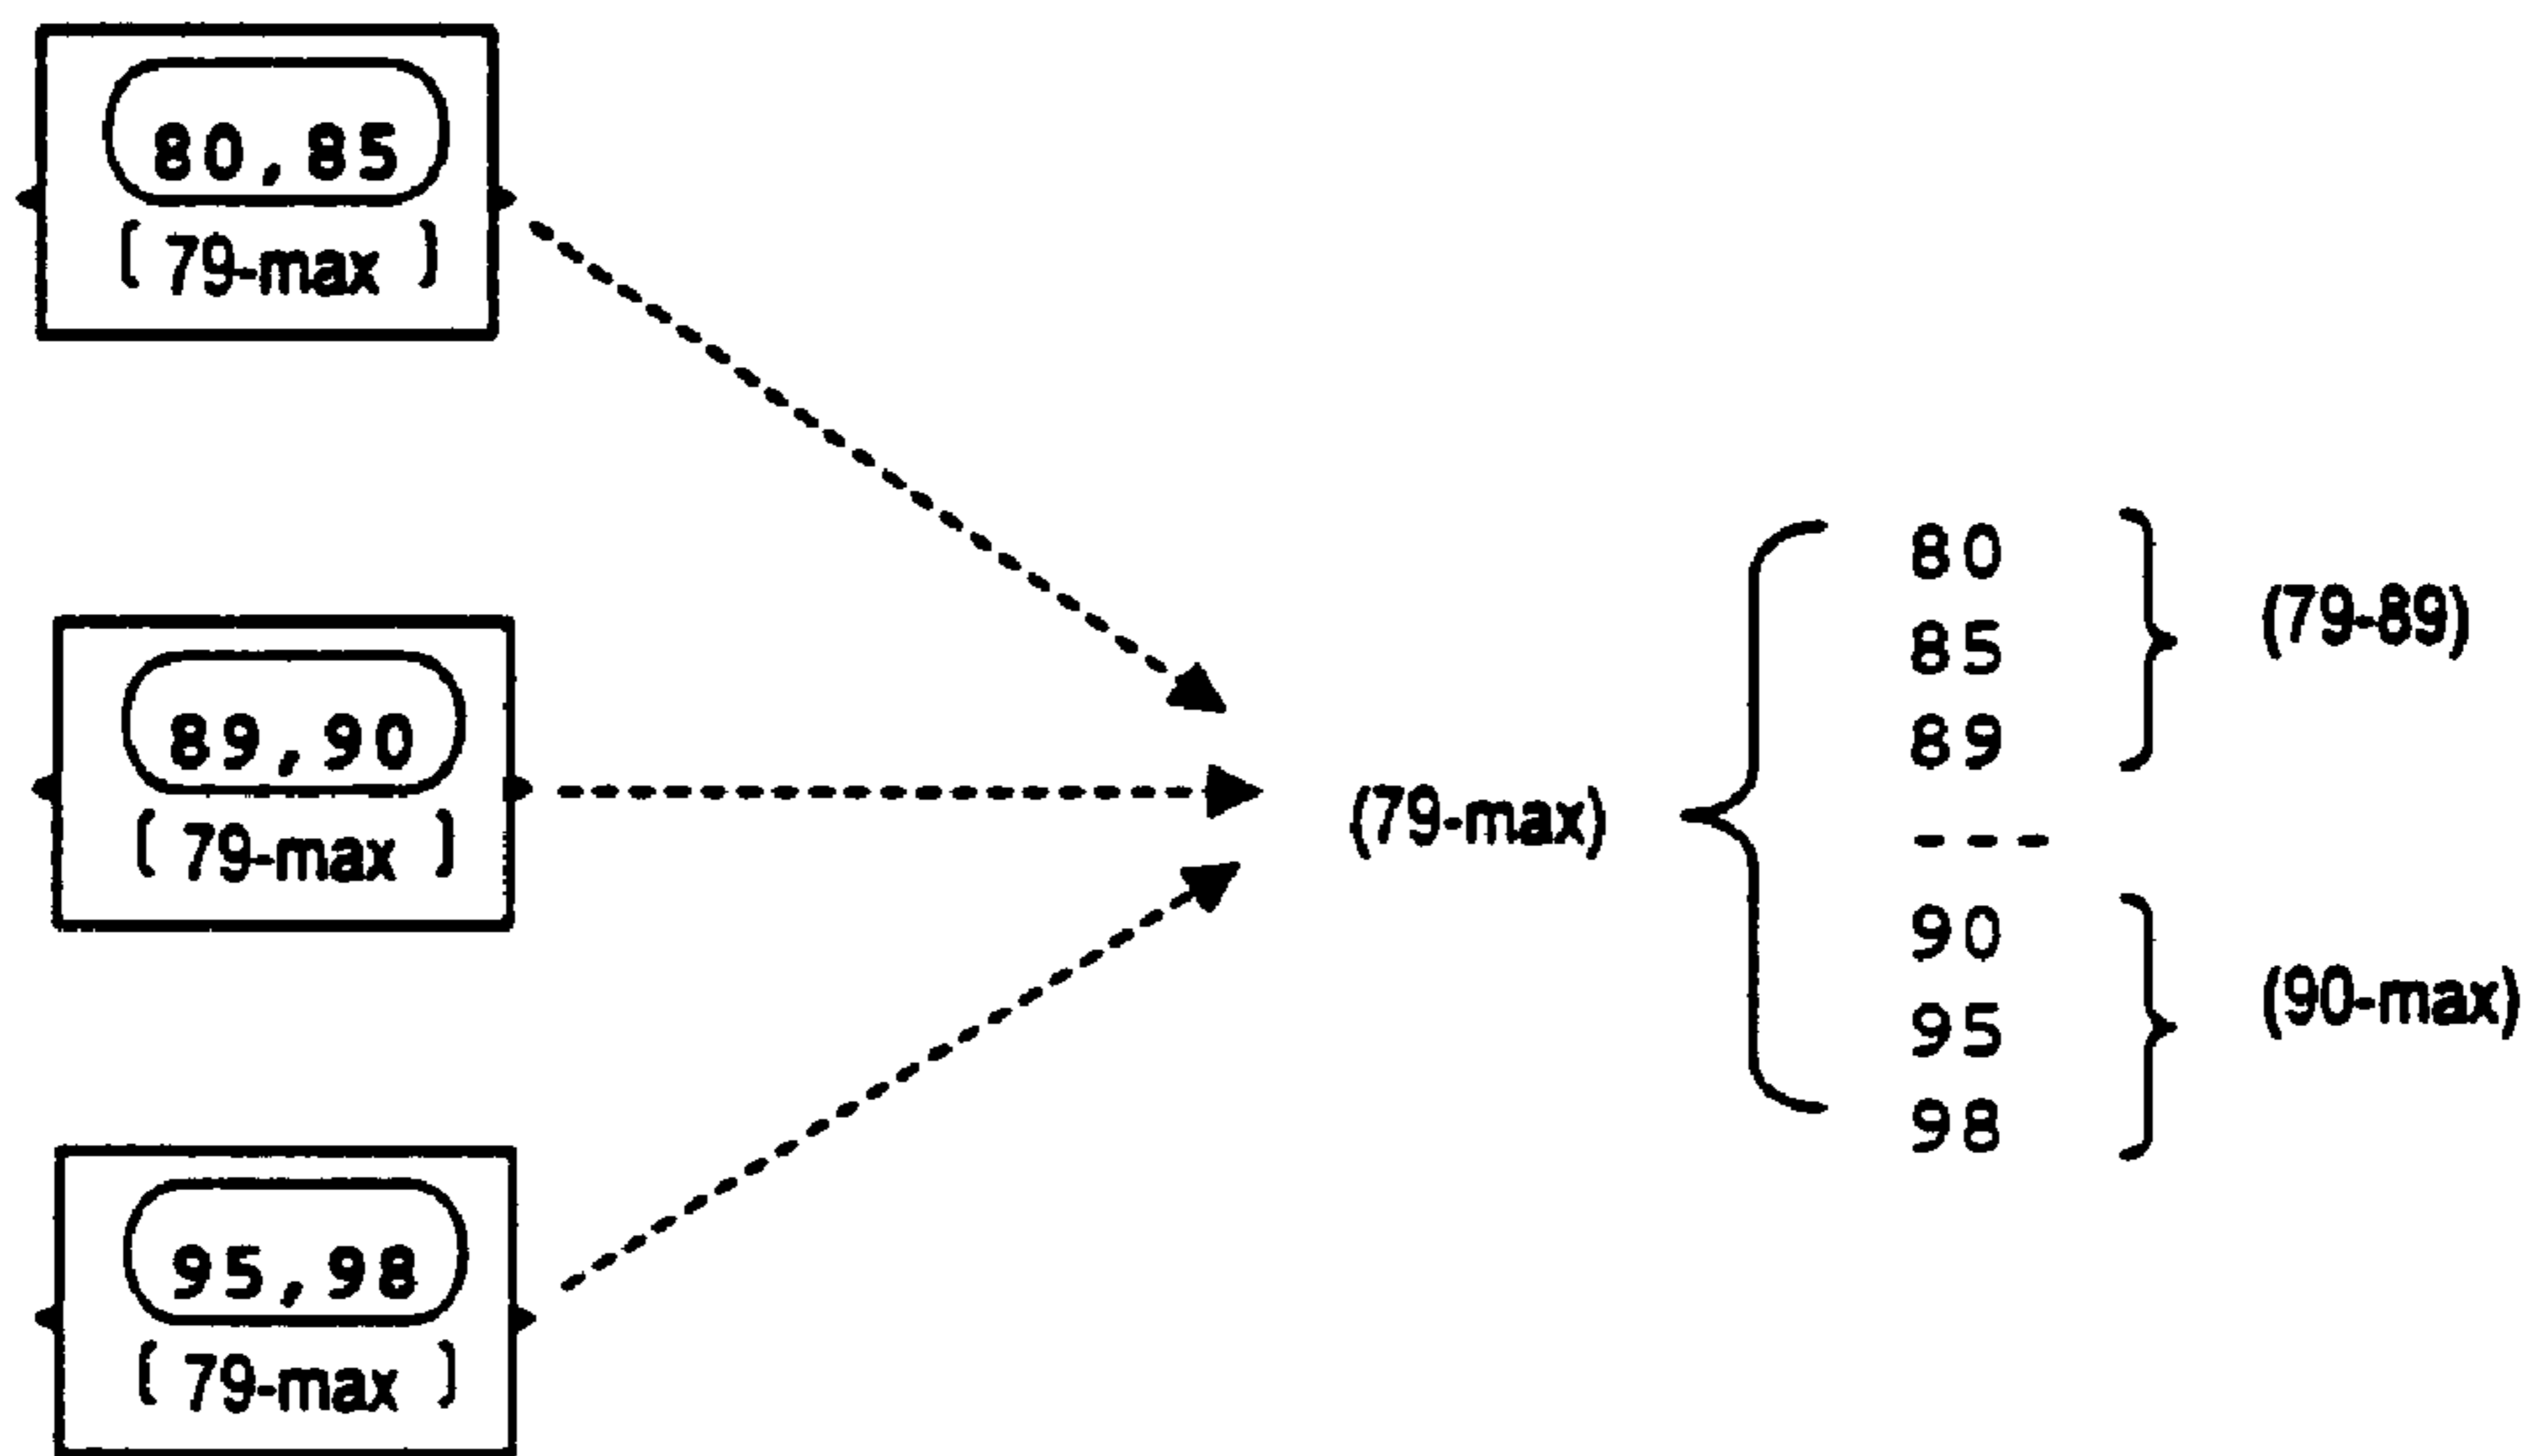 80,85
[ 79-max ]
89,90
[ 79-max ]
95,98
[ 79-max ]
(79-max)
80
85
89
---
90
95
98
(79-89)
(90-max)